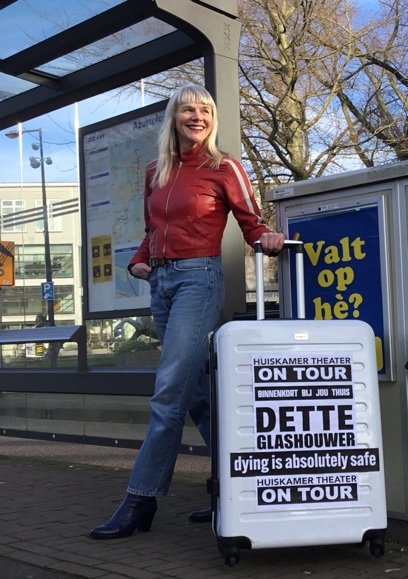 Azartplein
Valt
op
hè?
P
HUISKAMER THEATER
ON TOUR
BINNENKORT BIJ JOU THUIS
DETTE
GLASHOUWER
dying is absolutely safe
HUISKAMER THEATER
ON TOUR